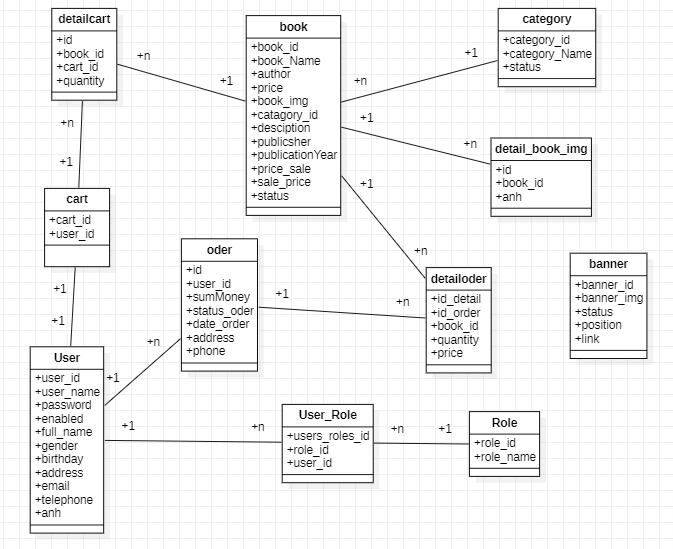 detailcart
+id
+book_id
+cart_id
+quantity
+n
+1
book
+book_id
+book_Name
+author
+price
+book_img
+catagory_id
+desciption
+publicsher
+publicationYear
+price_sale
+sale_price
+status
+n
+1
category
+category_id
+category_Name
+status
+1
+n
detail_book_img
+id
+book_id
+anh
+n
+1
cart
+cart_id
+user_id
+1
+n
oder
+id
+user_id
+sumMoney
+status_oder
+date_order
+address
+phone
+1
+n
detailoder
+id_detail
+id_order
+book_id
+quantity
+price
banner
+banner_id
+banner_img
+status
+position
+link
+1
+1
+n
+1
User
+user_id
+user_name
+password
+enabled
+full_name
+gender
+birthday
+address
+email
+telephone
+anh
+1
+n
User_Role
+users_roles_id
+role_id
+user_id
+n
+1
Role
+role_id
+role_name